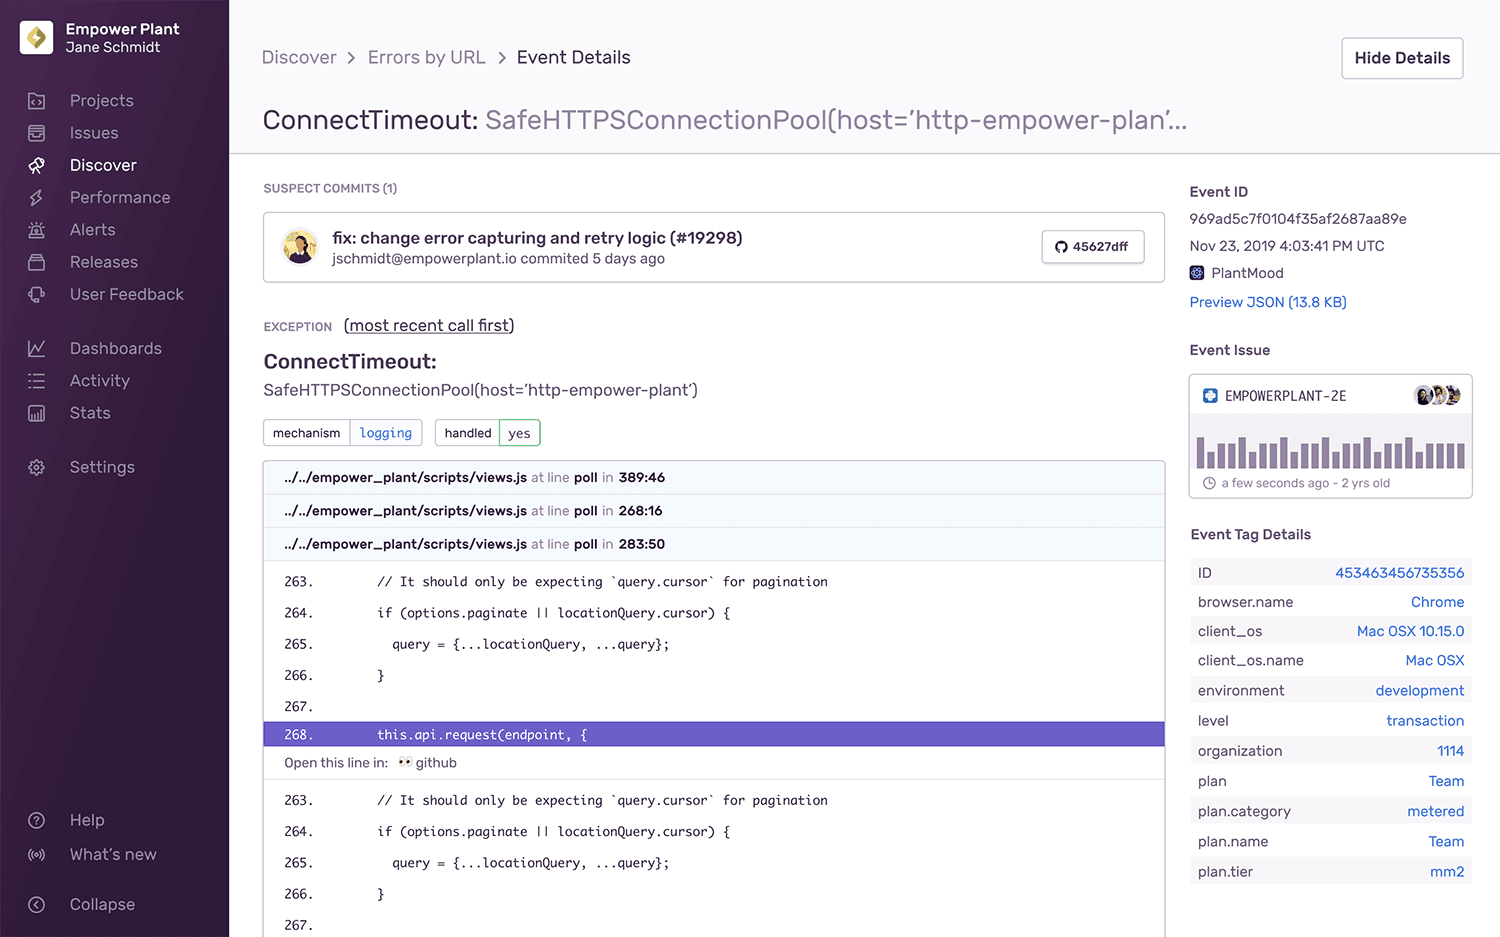 Empower Plant
Jane Schmidt
Projects
Issues
Discover
Performance
Alerts
Releases
User Feedback
Dashboards
Activity
Stats
Settings
Help
What's new
Collapse
Discover > Errors by URL > Event Details
Hide Details
ConnectTimeout: SafeHTTPSConnectionPool(host='http-empower-plan'...
SUSPECT COMMITS (1)
fix: change error capturing and retry logic (#19298)
jschmidt@empowerplant.io commited 5 days ago
45627dff
EXCEPTION (most recent call first)
ConnectTimeout:
SafeHTTPSConnectionPool(host='http-empower-plant')
mechanism logging handled yes
../../empower_plant/scripts/views.js at line poll in 389:46
../../empower_plant/scripts/views.js at line poll in 268:16
../../empower_plant/scripts/views.js at line poll in 283:50
263. // It should only be expecting `query.cursor` for pagination
264. if (options.paginate || locationQuery.cursor) {
265. query = {...locationQuery, ...query};
266. }
267.
268. this.api.request(endpoint, {
Open this line in: 👀 github
263. // It should only be expecting `query.cursor` for pagination
264. if (options.paginate || locationQuery.cursor) {
265. query = {...locationQuery, ...query};
266. }
267.
Event ID
969ad5c7f0104f35af2687aa89e
Nov 23, 2019 4:03:41 PM UTC
PlantMood
Preview JSON (13.8 KB)
Event Issue
EMPOWERPLANT-2E
a few seconds ago - 2 yrs old
Event Tag Details
ID 453463456735356
browser.name Chrome
client_os Mac OSX 10.15.0
client_os.name Mac OSX
environment development
level transaction
organization 1114
plan Team
plan.category metered
plan.name Team
plan.tier mm2